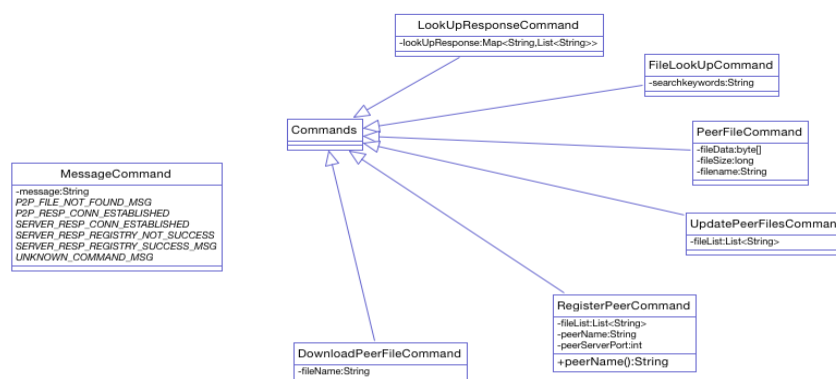 LookUpResponseCommand
-lookUpResponse:Map<String,List<String>>
FileLookUpCommand
-searchkeywords:String
Commands
PeerFileCommand
-fileData:byte[]
-fileSize:long
-filename:String
MessageCommand
-message:String
P2P_FILE_NOT_FOUND_MSG
P2P_RESP_CONN_ESTABLISHED
SERVER_RESP_CONN_ESTABLISHED
SERVER_RESP_REGISTRY_NOT_SUCCESS
SERVER_RESP_REGISTRY_SUCCESS_MSG
UNKNOWN_COMMAND_MSG
UpdatePeerFilesCommand
-fileList:List<String>
RegisterPeerCommand
-fileList:List<String>
-peerName:String
-peerServerPort:int
+peerName():String
DownloadPeerFileCommand
-fileName:String